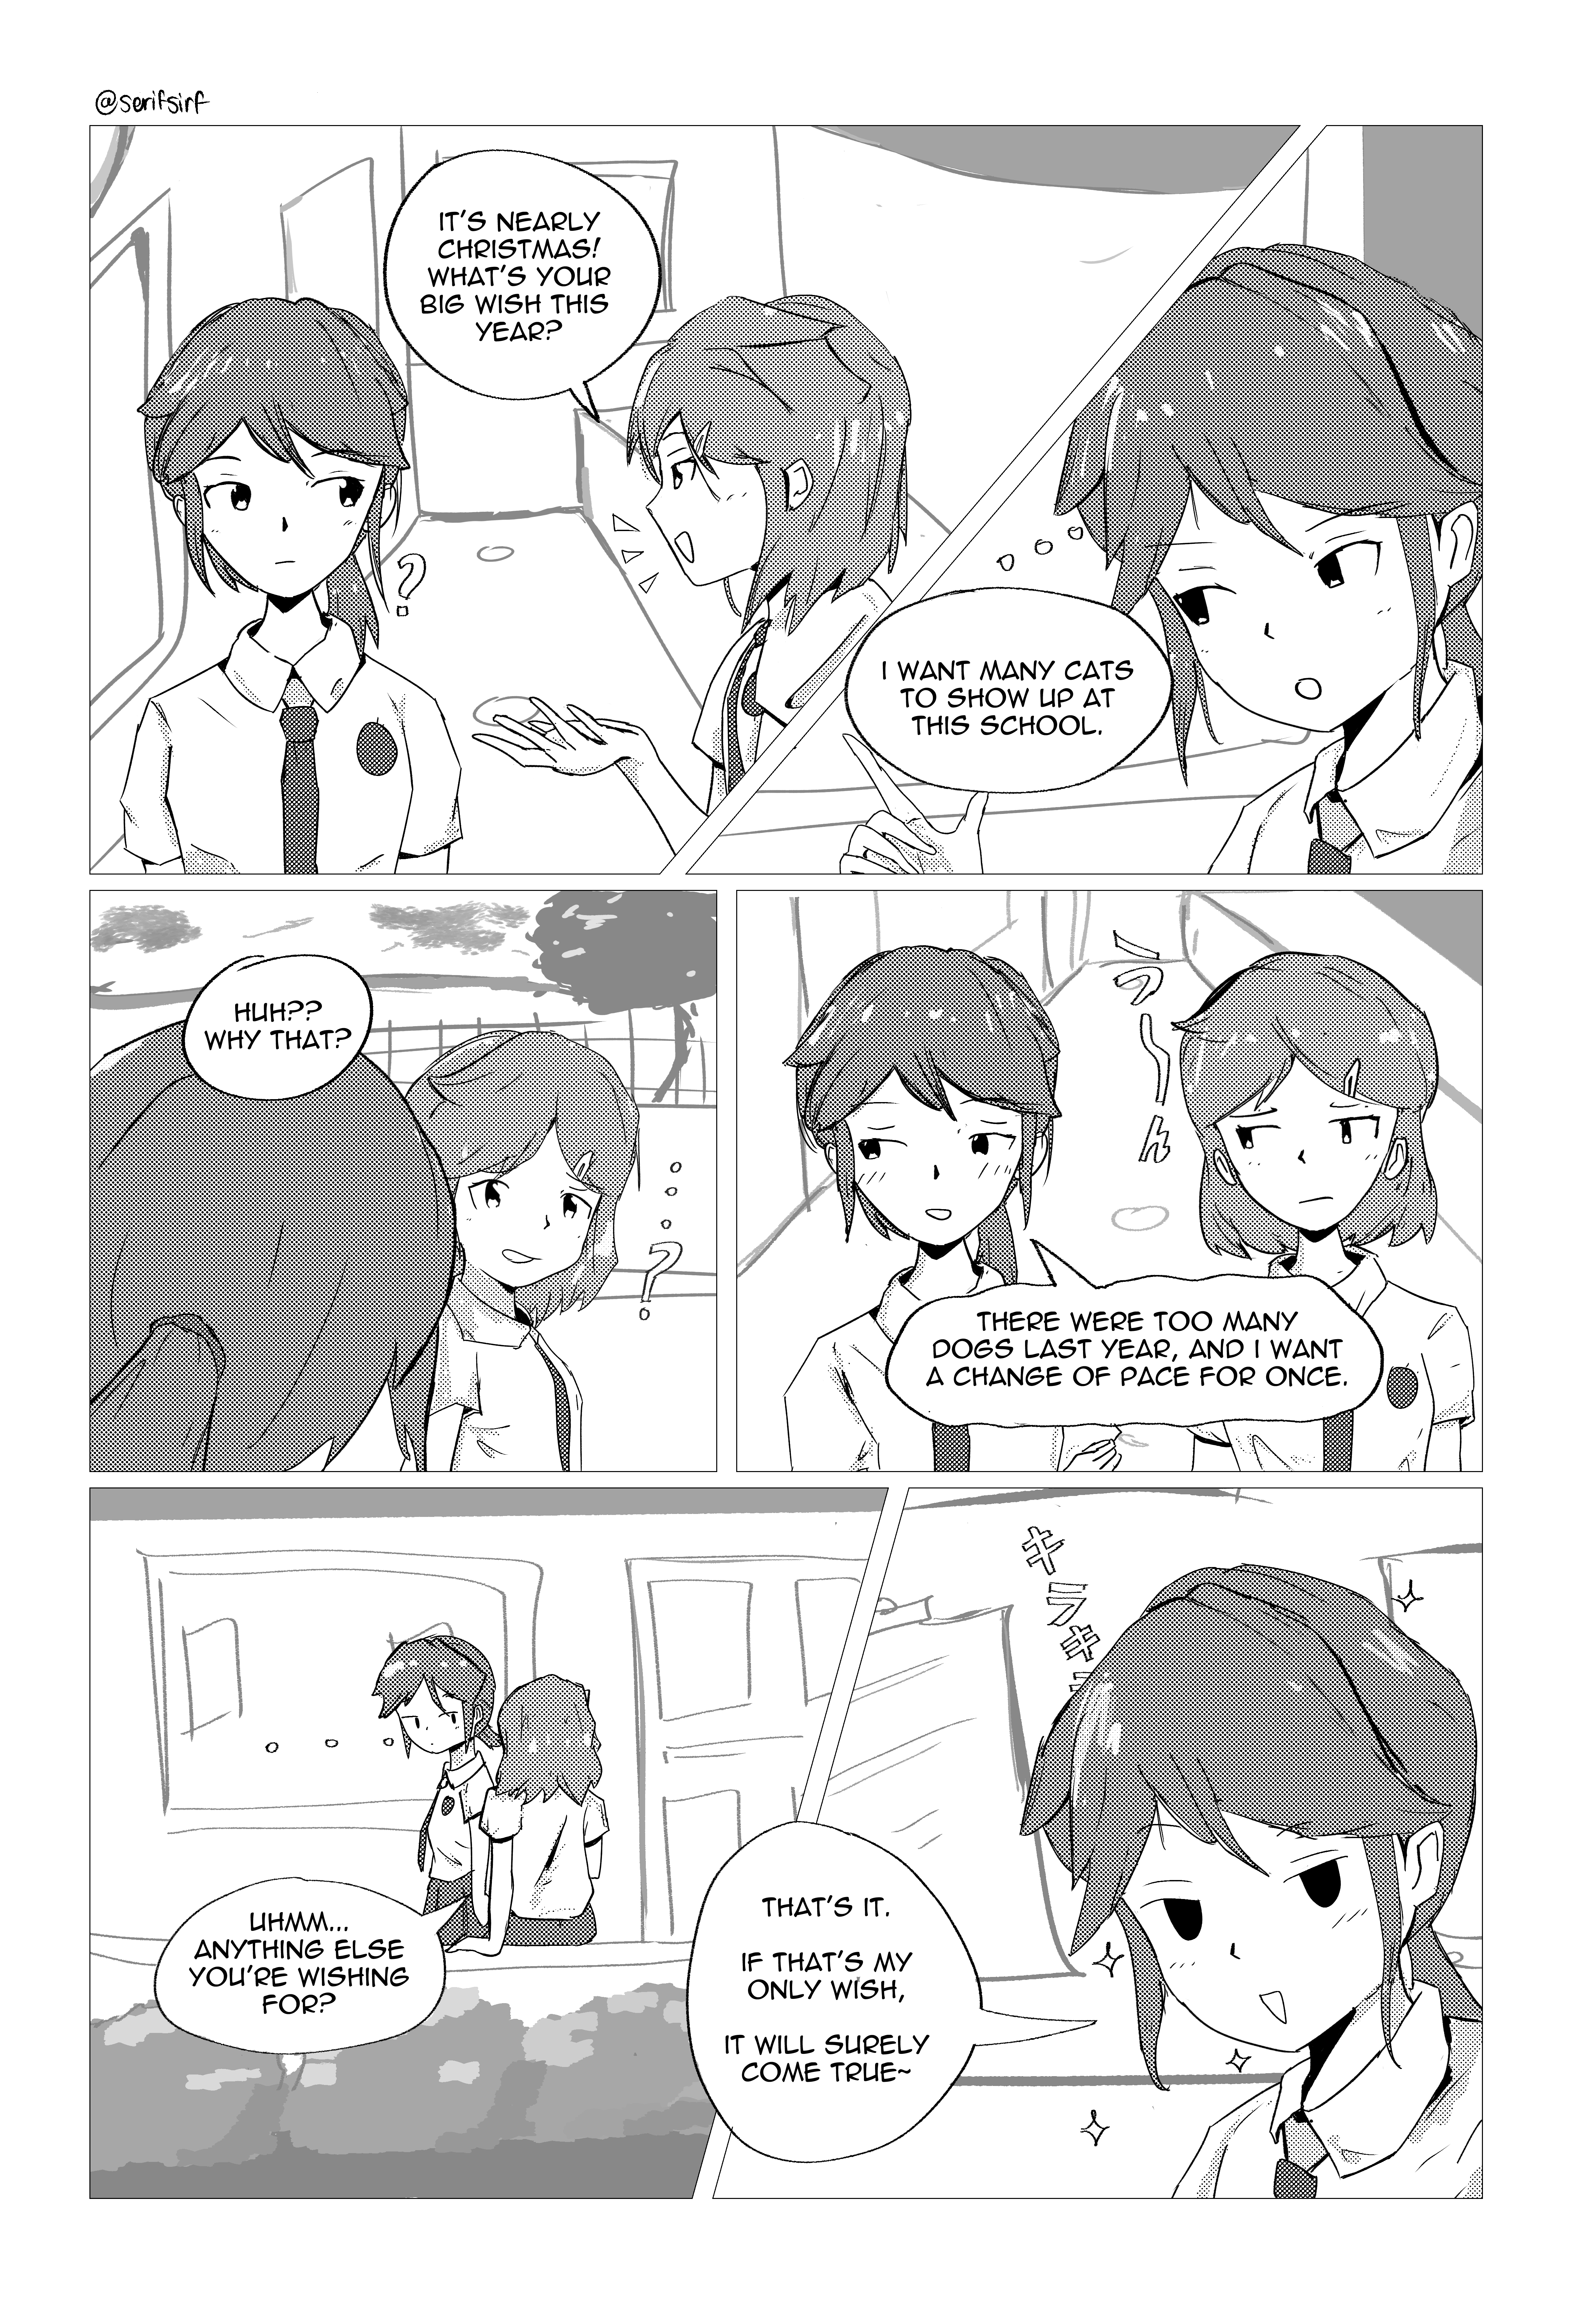 @serifsirf
IT'S NEARLY
CHRISTMAS!
WHAT'S YOUR
BIG WISH THIS
YEAR?
?
I WANT MANY CATS
TO SHOW UP AT
THIS SCHOOL.
HUH??
WHY THAT?
?
うーん
THERE WERE TOO MANY
DOGS LAST YEAR, AND I WANT
A CHANGE OF PACE FOR ONCE.
UHMM...
ANYTHING ELSE
YOU'RE WISHING
FOR?
キラキラ
THAT'S IT.
IF THAT'S MY
ONLY WISH,
IT WILL SURELY
COME TRUE~